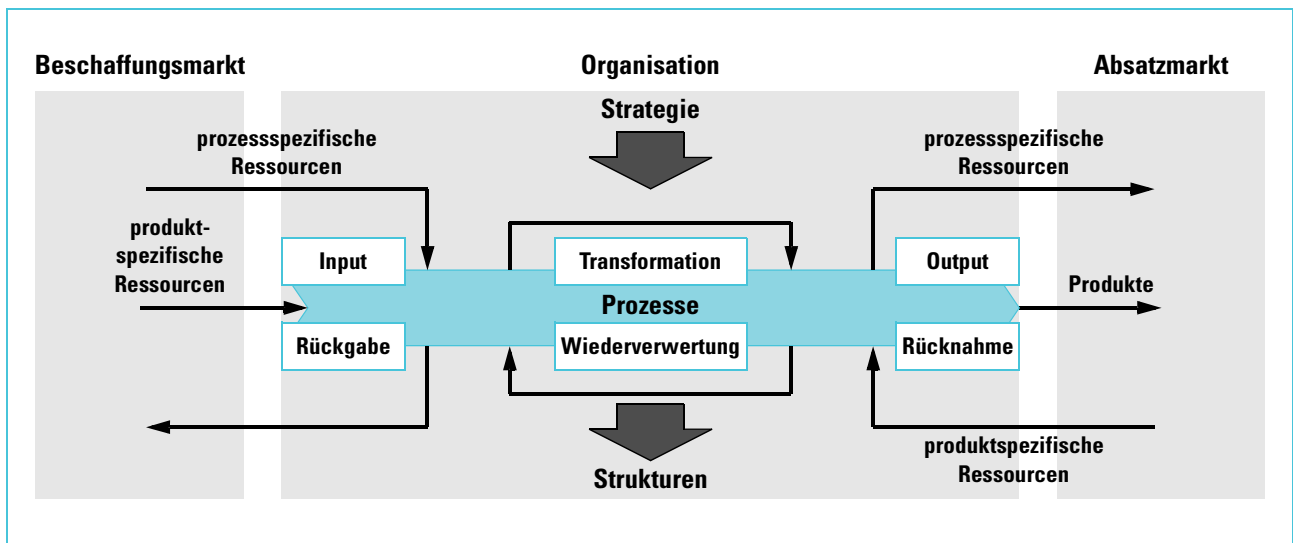 Beschaffungsmarkt
Organisation
Absatzmarkt
Strategie
prozessspezifische
Ressourcen
prozessspezifische
Ressourcen
produkt-
spezifische
Ressourcen
Input
Transformation
Output
Produkte
Prozesse
Rückgabe
Wiederverwertung
Rücknahme
produktspezifische
Ressourcen
Strukturen